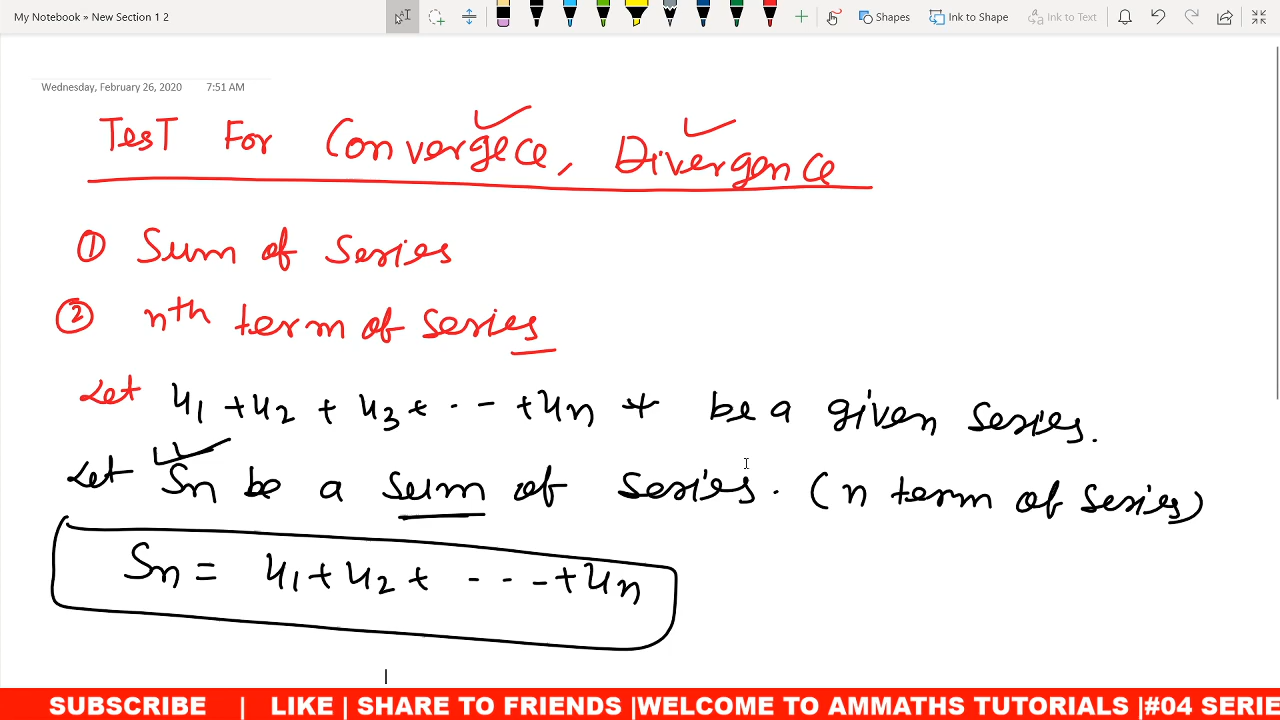 My Notebook » New Section 1 2
Shapes
Ink to Shape
Ink to Text
Wednesday, February 26, 2020 7:51 AM
TesT For Convergece, Divergence
① Sum of Series
② nth term of series
Let u1 + u2 + u3 + ... + un + be a given series.
Let Sn be a sum of series. (n term of series)
Sn = u1 + u2 + - - - + un
SUBSCRIBE | LIKE | SHARE TO FRIENDS |WELCOME TO AMMATHS TUTORIALS |#04 SERIE